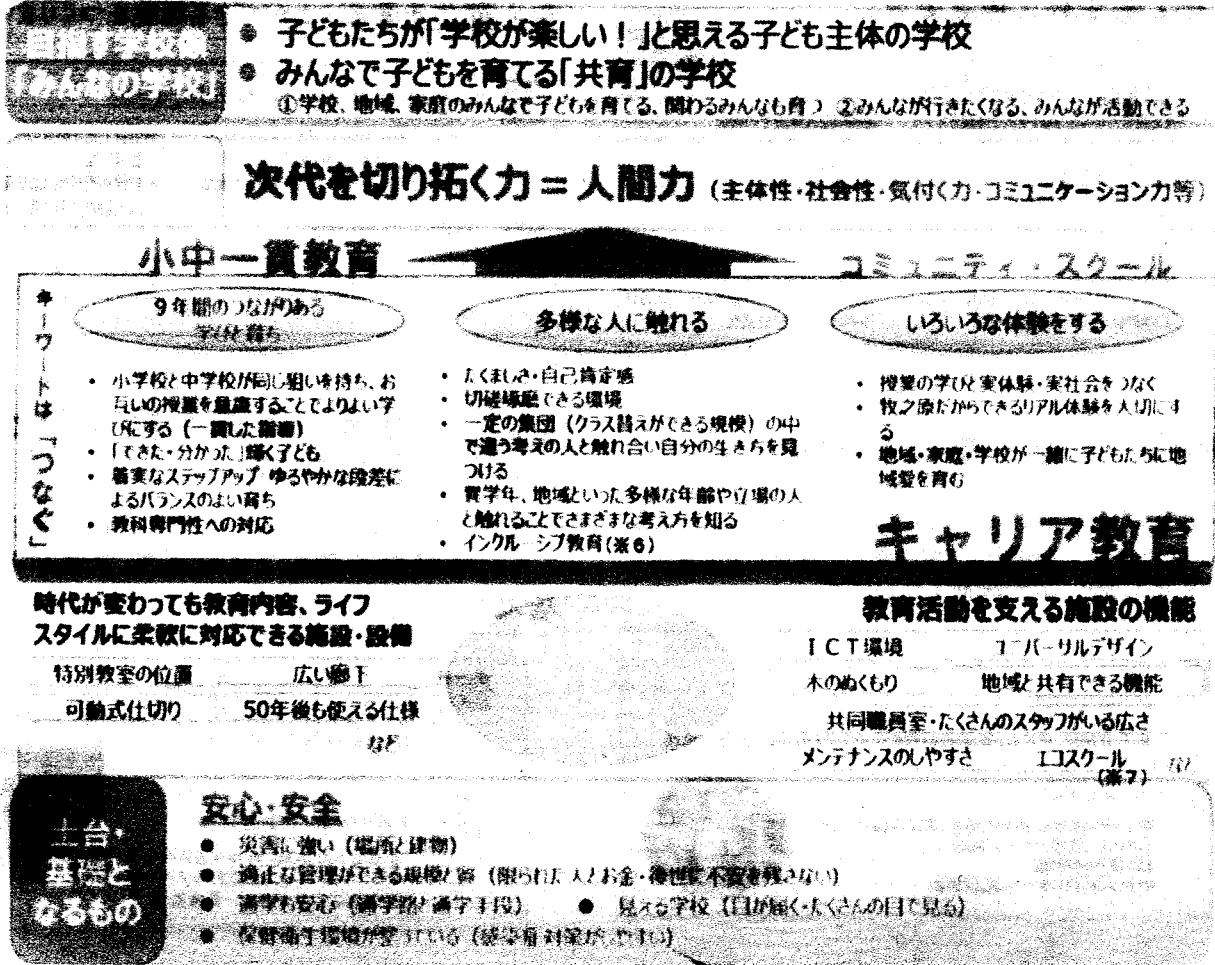 目指す学校像
「みんなの学校」
● 子どもたちが「学校が楽しい！」と思える子ども主体の学校
● みんなで子どもを育てる「共育」の学校
①学校、地域、家庭のみんなで子どもを育てる、関わるみんなも育つ ②みんなが行きたくなる、みんなが活動できる
次代を切り拓く力＝人間力（主体性・社会性・気付く力・コミュニケーション力等）
小中一貫教育
コミュニティ・スクール
キーワードは「つなぐ」
9年間のつながりある
学びと育ち
・ 小学校と中学校が同じ狙いを持ち、お
互いの授業を意識することでよりよい学
びにする（一貫した指導）
・ 「できた・分かった」輝く子ども
・ 着実なステップアップ ゆるやかな段差に
よるバランスのよい育ち
・ 教科専門性への対応
多様な人に触れる
・ たくましさ・自己肯定感
・ 切磋琢磨できる環境
・ 一定の集団（クラス替えができる規模）の中
で違う考えの人と触れ合い自分の生き方を見
つける
・ 異学年、地域といった多様な年齢や立場の人
と触れることでさまざまな考え方を知る
・ インクルーシブ教育（※6）
いろいろな体験をする
・ 授業の学びと実体験・実社会をつなぐ
・ 牧之原だからできるリアル体験を大切にす
る
・ 地域・家庭・学校が一緒に子どもたちに地
域愛を育む
キャリア教育
時代が変わっても教育内容、ライフ
スタイルに柔軟に対応できる施設・設備
特別教室の位置 広い廊下
可動式仕切り 50年後も使える仕様
など
教育活動を支える施設の機能
ＩＣＴ環境 ユニバーサルデザイン
木のぬくもり 地域と共有できる機能
共同職員室・たくさんのスタッフがいる広さ
メンテナンスのしやすさ エコスクール
（※7）
など
土台・
基礎と
なるもの
安心・安全
● 災害に強い（場所と建物）
● 適正な管理ができる規模と数（限られた人とお金・後世に不安を残さない）
● 通学も安心（通学路と通学手段） ● 見える学校（目が届く・たくさんの目で見る）
● 保健衛生環境が整っている（感染症対策がしやすい）